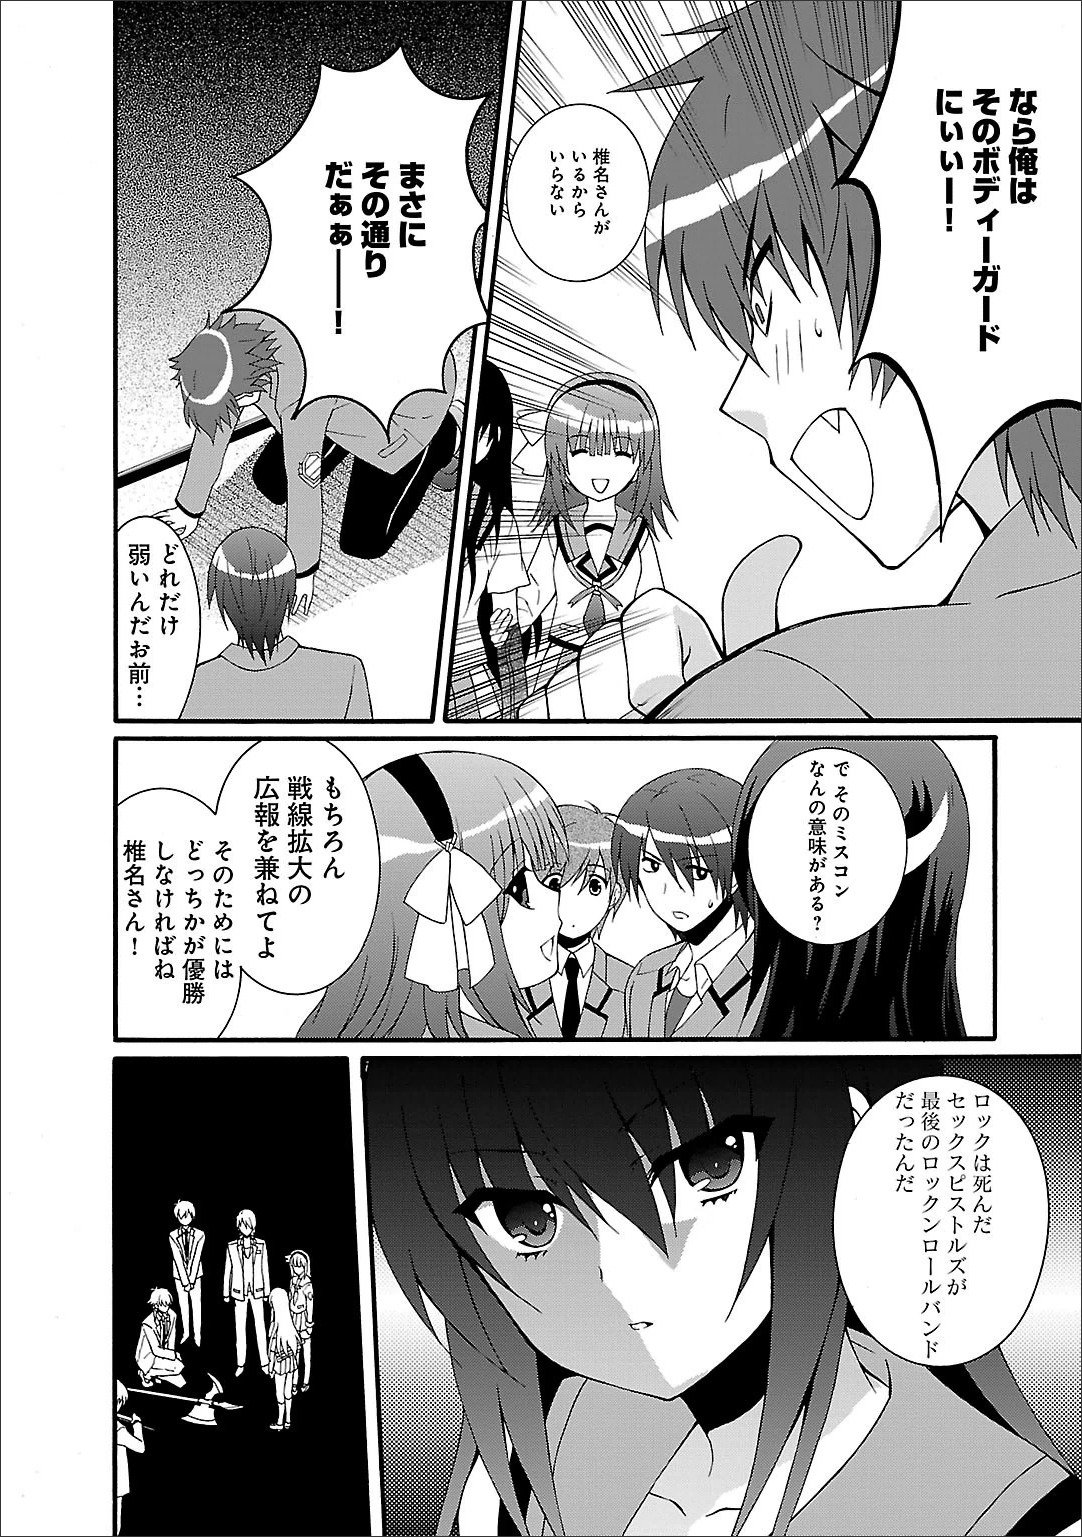 なら俺は
そのボディーガード
にぃぃー！
椎名さんが
いるから
いらない
まさに
その通り
だぁぁ――！
どれだけ
弱いんだお前…
で そのミスコン
なんの意味がある？
もちろん
戦線拡大の
広報を兼ねてよ
そのためには
どっちかが優勝
しなければね
椎名さん！
ロックは死んだ
セックスピストルズが
最後のロックンロールバンド
だったんだ